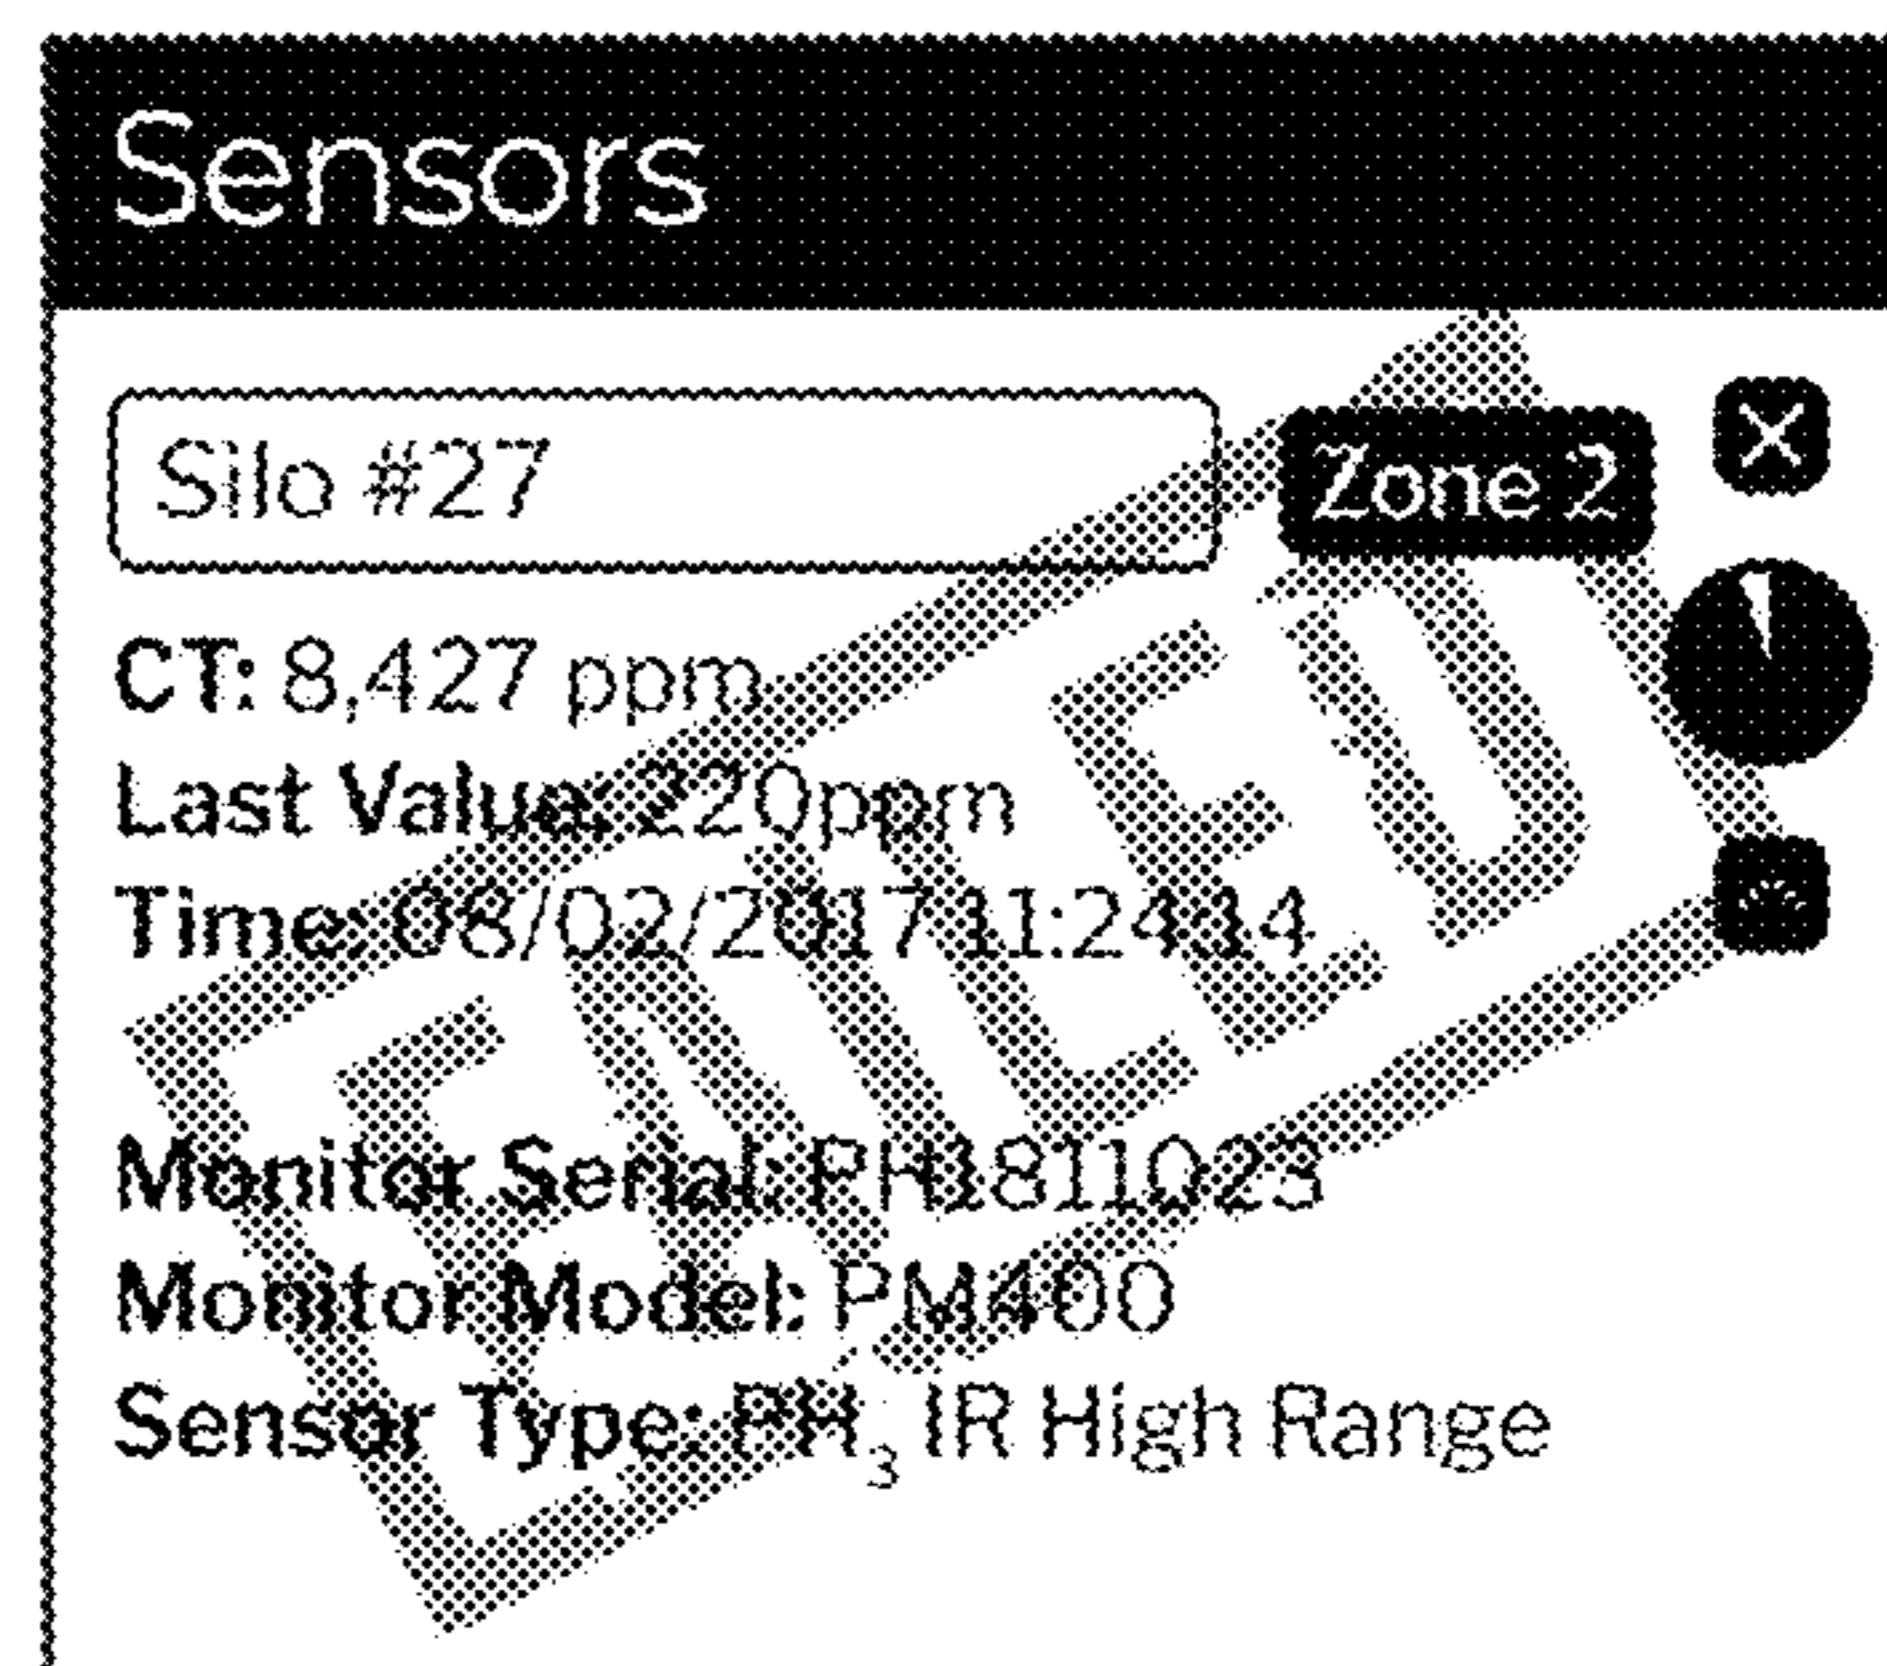 Sensors
Silo #27
Zone 2
CT: 8,427 ppm
Last Value: 220ppm
Time: 08/02/2017 11:24:14
FAILED
Monitor Serial: PH1811023
Monitor Model: PM400
Sensor Type: PH₃ IR High Range